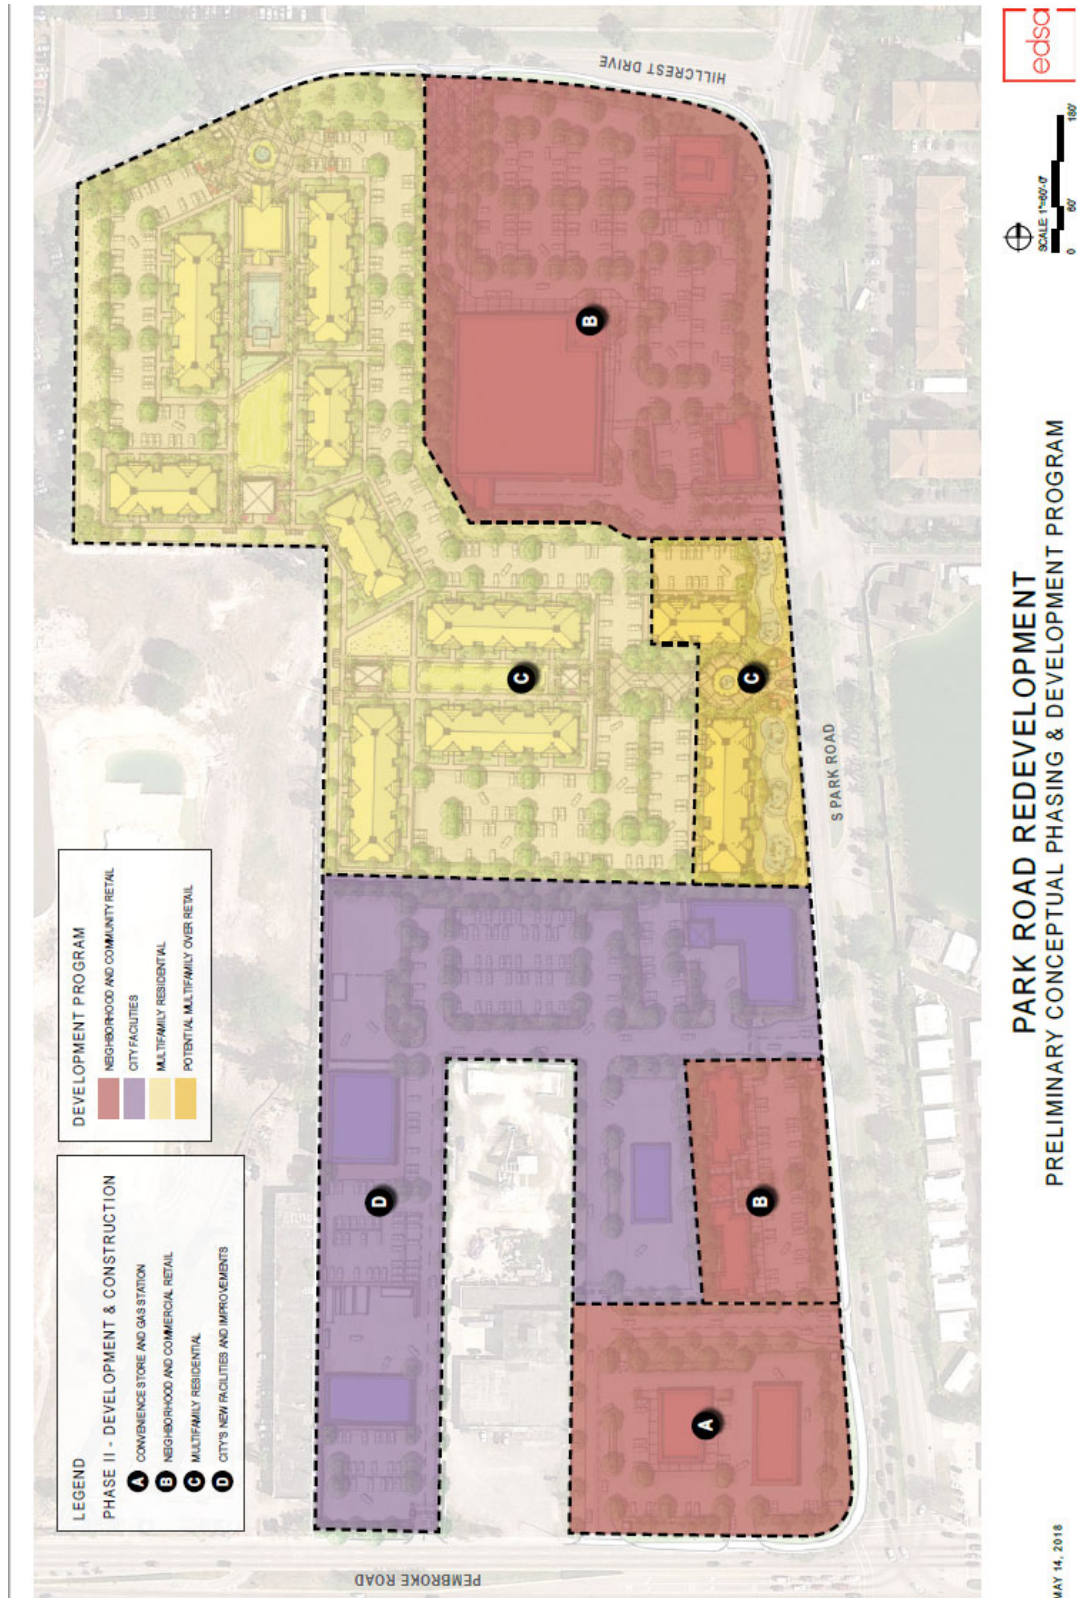 LEGEND
PHASE II - DEVELOPMENT & CONSTRUCTION
A CONVENIENCE STORE AND GAS STATION
B NEIGHBORHOOD AND COMMERCIAL RETAIL
C MULTIFAMILY RESIDENTIAL
D CITY'S NEW FACILITIES AND IMPROVEMENTS
DEVELOPMENT PROGRAM
NEIGHBORHOOD AND COMMUNITY RETAIL
CITY FACILITIES
MULTIFAMILY RESIDENTIAL
POTENTIAL MULTIFAMILY OVER RETAIL
HILLCREST DRIVE
B
C
C
D
B
A
S PARK ROAD
PEMBROKE ROAD
PARK ROAD REDEVELOPMENT
PRELIMINARY CONCEPTUAL PHASING & DEVELOPMENT PROGRAM
MAY 14, 2018
SCALE: 1"=60'-0"
0 60' 180'
edsa